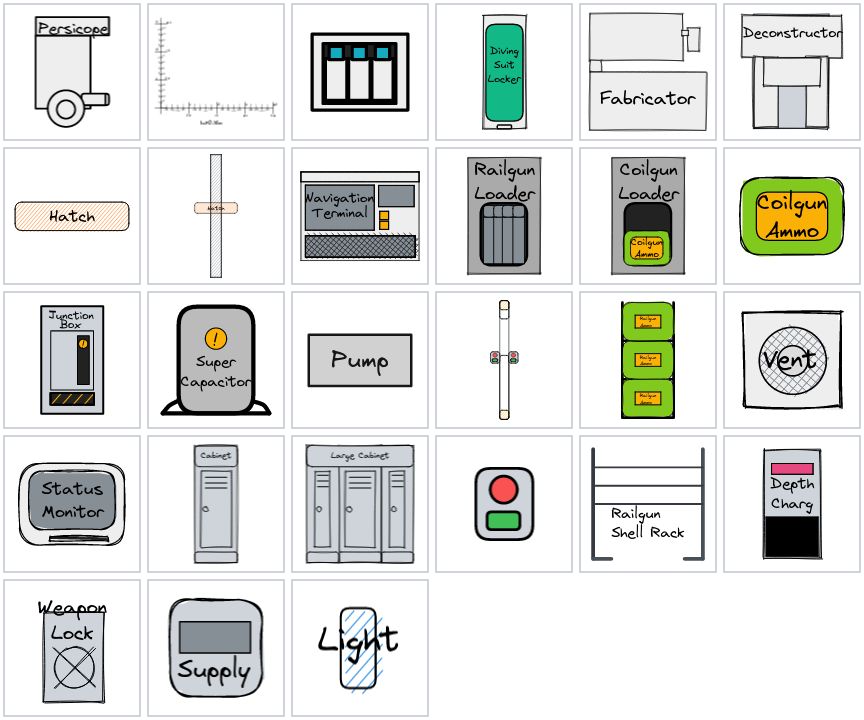 Persicope
Diving
Suit
Locker
Fabricator
Deconstructor
Hatch
Hatch
Navigation
Terminal
Railgun
Loader
Coilgun
Loader
Coilgun
Ammo
Coilgun
Ammo
Junction
Box
!
Super
Capacitor
Pump
Railgun
Ammo
Railgun
Ammo
Railgun
Ammo
Vent
Status
Monitor
Cabinet
Large Cabinet
Railgun
Shell Rack
Depth
Charg
Weapon
Lock
Supply
Light